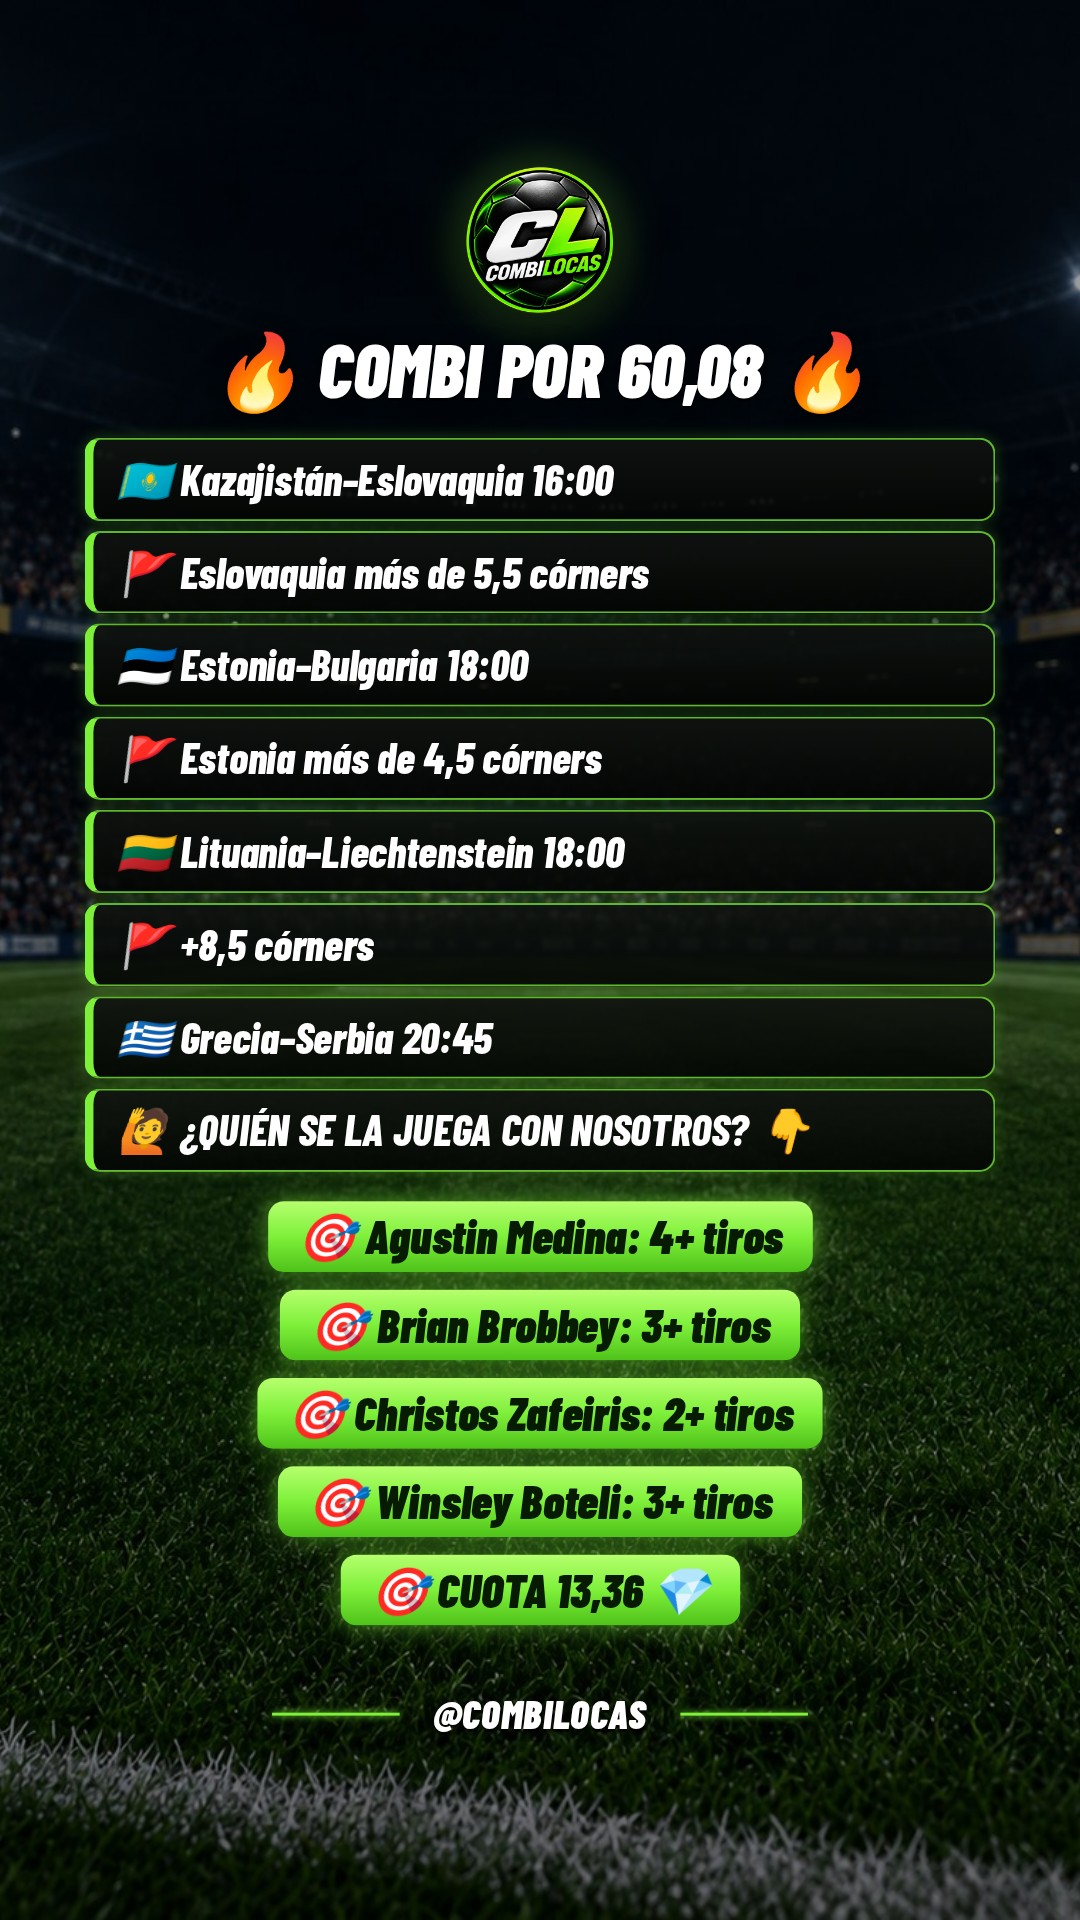 CL
COMBILOCAS
🔥 COMBI POR 60,08 🔥
🇰🇿 Kazajistán-Eslovaquia 16:00
🚩 Eslovaquia más de 5,5 córners
🇪🇪 Estonia-Bulgaria 18:00
🚩 Estonia más de 4,5 córners
🇱🇹 Lituania-Liechtenstein 18:00
🚩 +8,5 córners
🇬🇷 Grecia-Serbia 20:45
🙋 ¿QUIÉN SE LA JUEGA CON NOSOTROS? 👇
🎯 Agustin Medina: 4+ tiros
🎯 Brian Brobbey: 3+ tiros
🎯 Christos Zafeiris: 2+ tiros
🎯 Winsley Boteli: 3+ tiros
🎯 CUOTA 13,36 💎
@COMBILOCAS